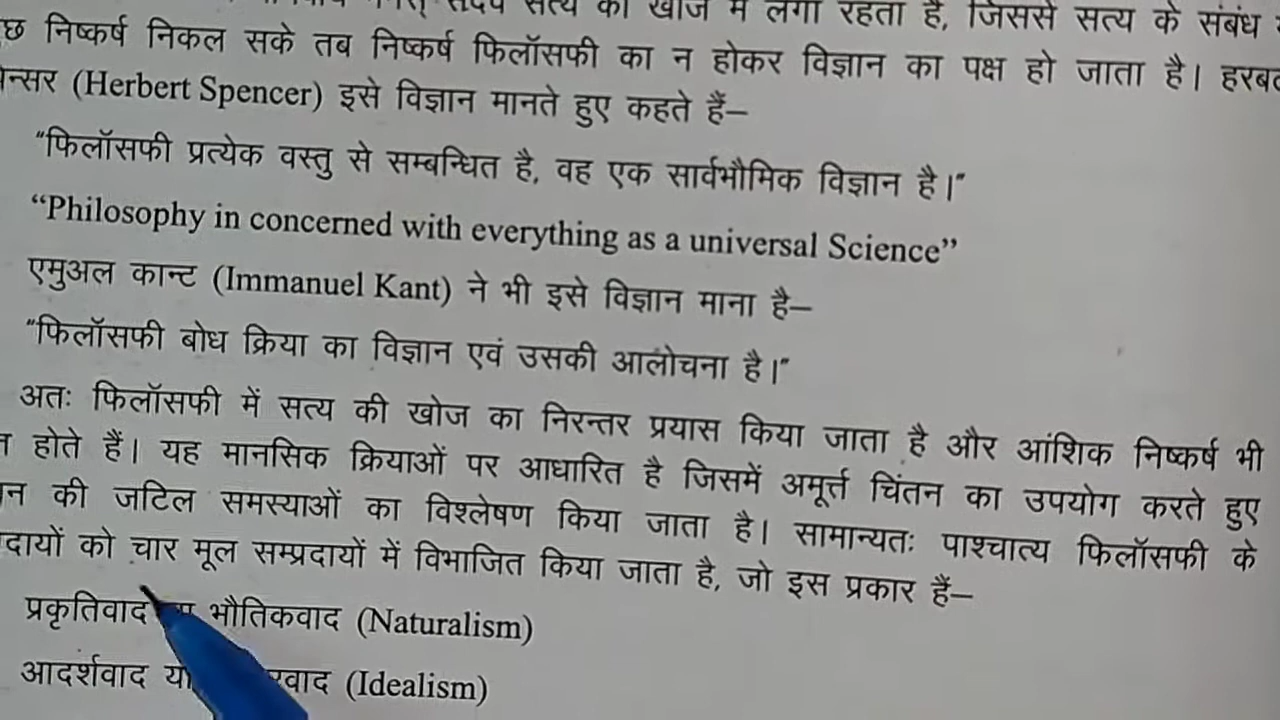 सत्य की खोज में लगा रहता है, जिससे सत्य के संबंध
निष्कर्ष निकल सके तब निष्कर्ष फिलॉसफी का न होकर विज्ञान का पक्ष हो जाता है। हरबर्ट
(Herbert Spencer) इसे विज्ञान मानते हुए कहते हैं—
"फिलॉसफी प्रत्येक वस्तु से सम्बन्धित है, वह एक सार्वभौमिक विज्ञान है।"
“Philosophy in concerned with everything as a universal Science”
एमुअल कान्ट (Immanuel Kant) ने भी इसे विज्ञान माना है—
"फिलॉसफी बोध क्रिया का विज्ञान एवं उसकी आलोचना है।"
अतः फिलॉसफी में सत्य की खोज का निरन्तर प्रयास किया जाता है और आंशिक निष्कर्ष भी
होते हैं। यह मानसिक क्रियाओं पर आधारित है जिसमें अमूर्त्त चिंतन का उपयोग करते हुए
की जटिल समस्याओं का विश्लेषण किया जाता है। सामान्यतः पाश्चात्य फिलॉसफी के
को चार मूल सम्प्रदायों में विभाजित किया जाता है, जो इस प्रकार हैं—
प्रकृतिवाद भौतिकवाद (Naturalism)
आदर्शवाद (Idealism)